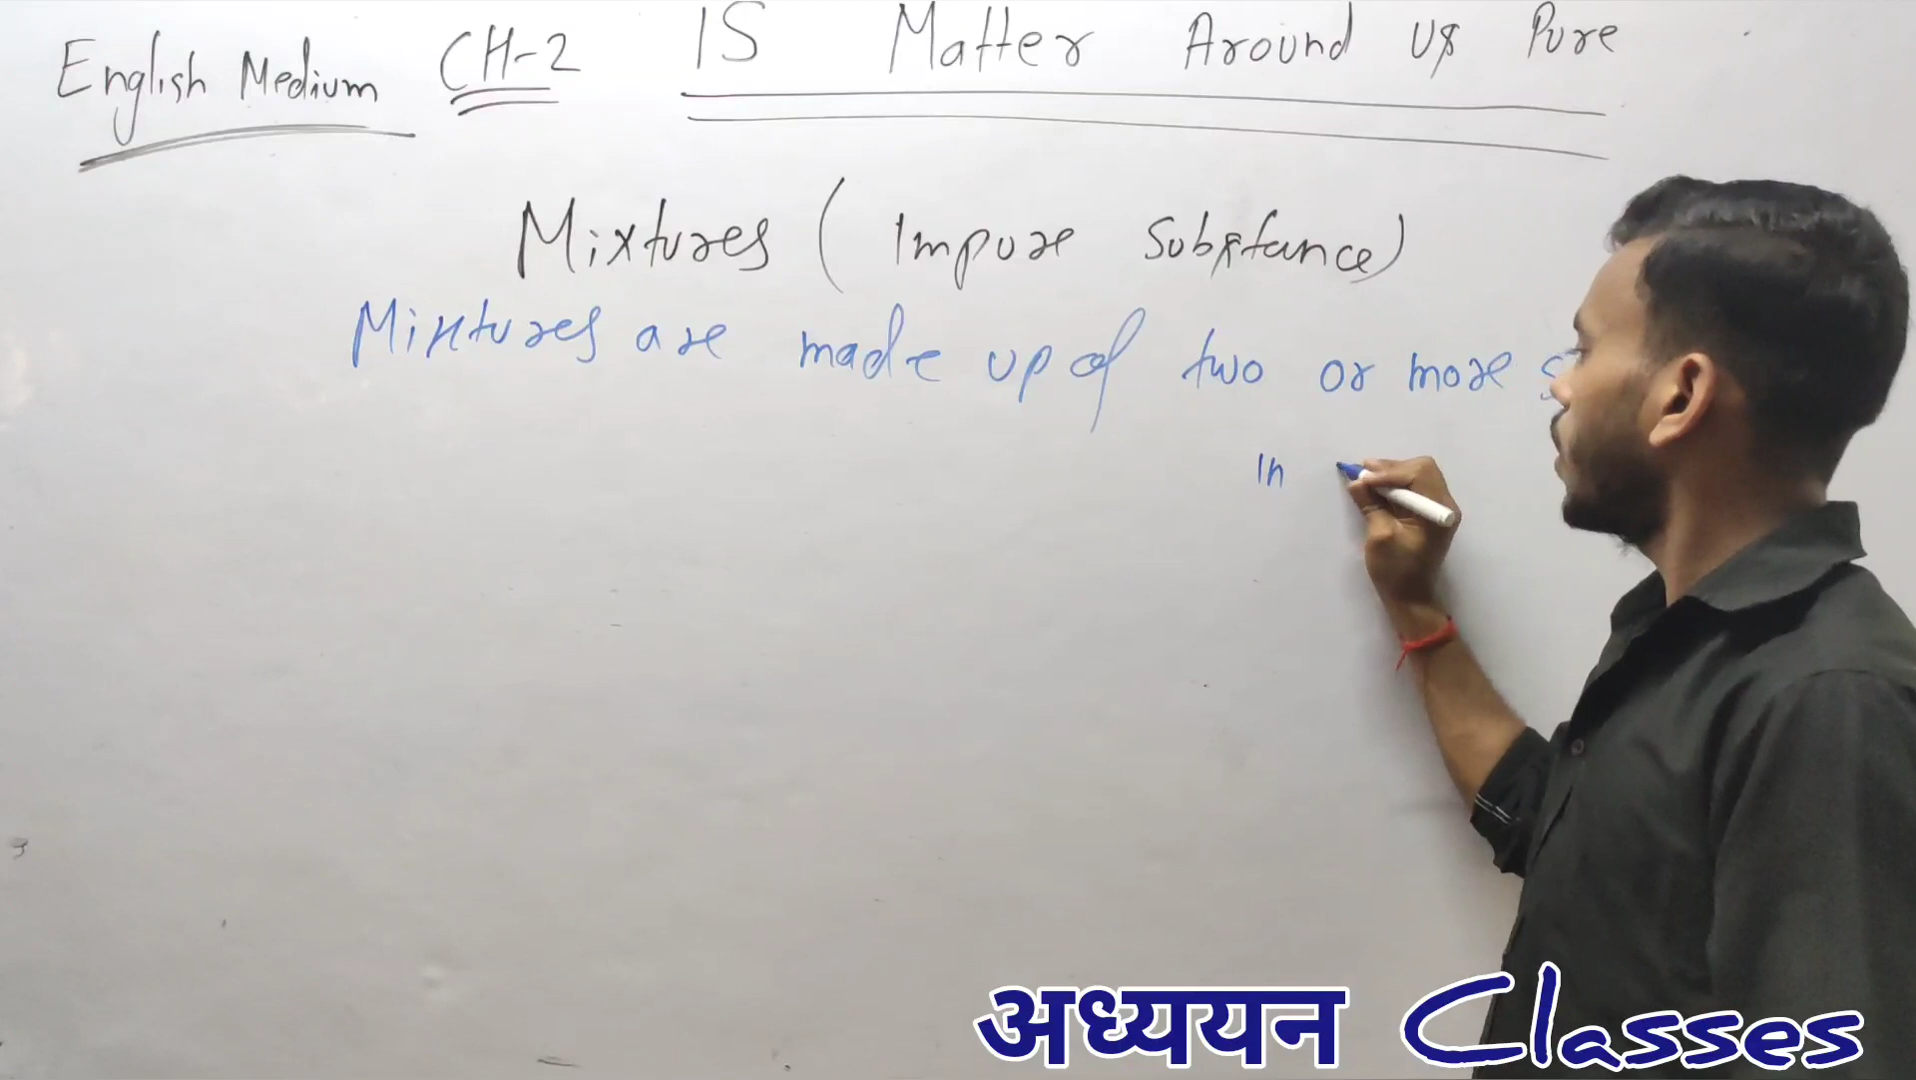 English Medium CH-2 IS Matter Around us Pure
Mixtures ( Impure Substance)
Mixtures are made up of two or more
In
अध्ययन Classes